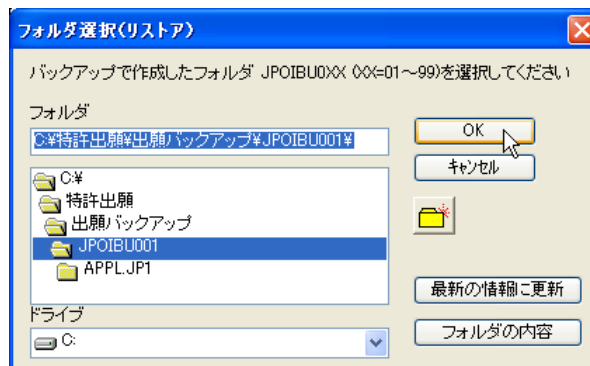 フォルダ選択(リストア)
バックアップで作成したフォルダ JPOIBU0XX (XX=01～99)を選択してください
フォルダ
C:¥特許出願¥出願バックアップ¥JPOIBU001¥
OK
キャンセル
C:¥
特許出願
出願バックアップ
JPOIBU001
APPL.JP1
最新の情報に更新
ドライブ
C:
フォルダの内容